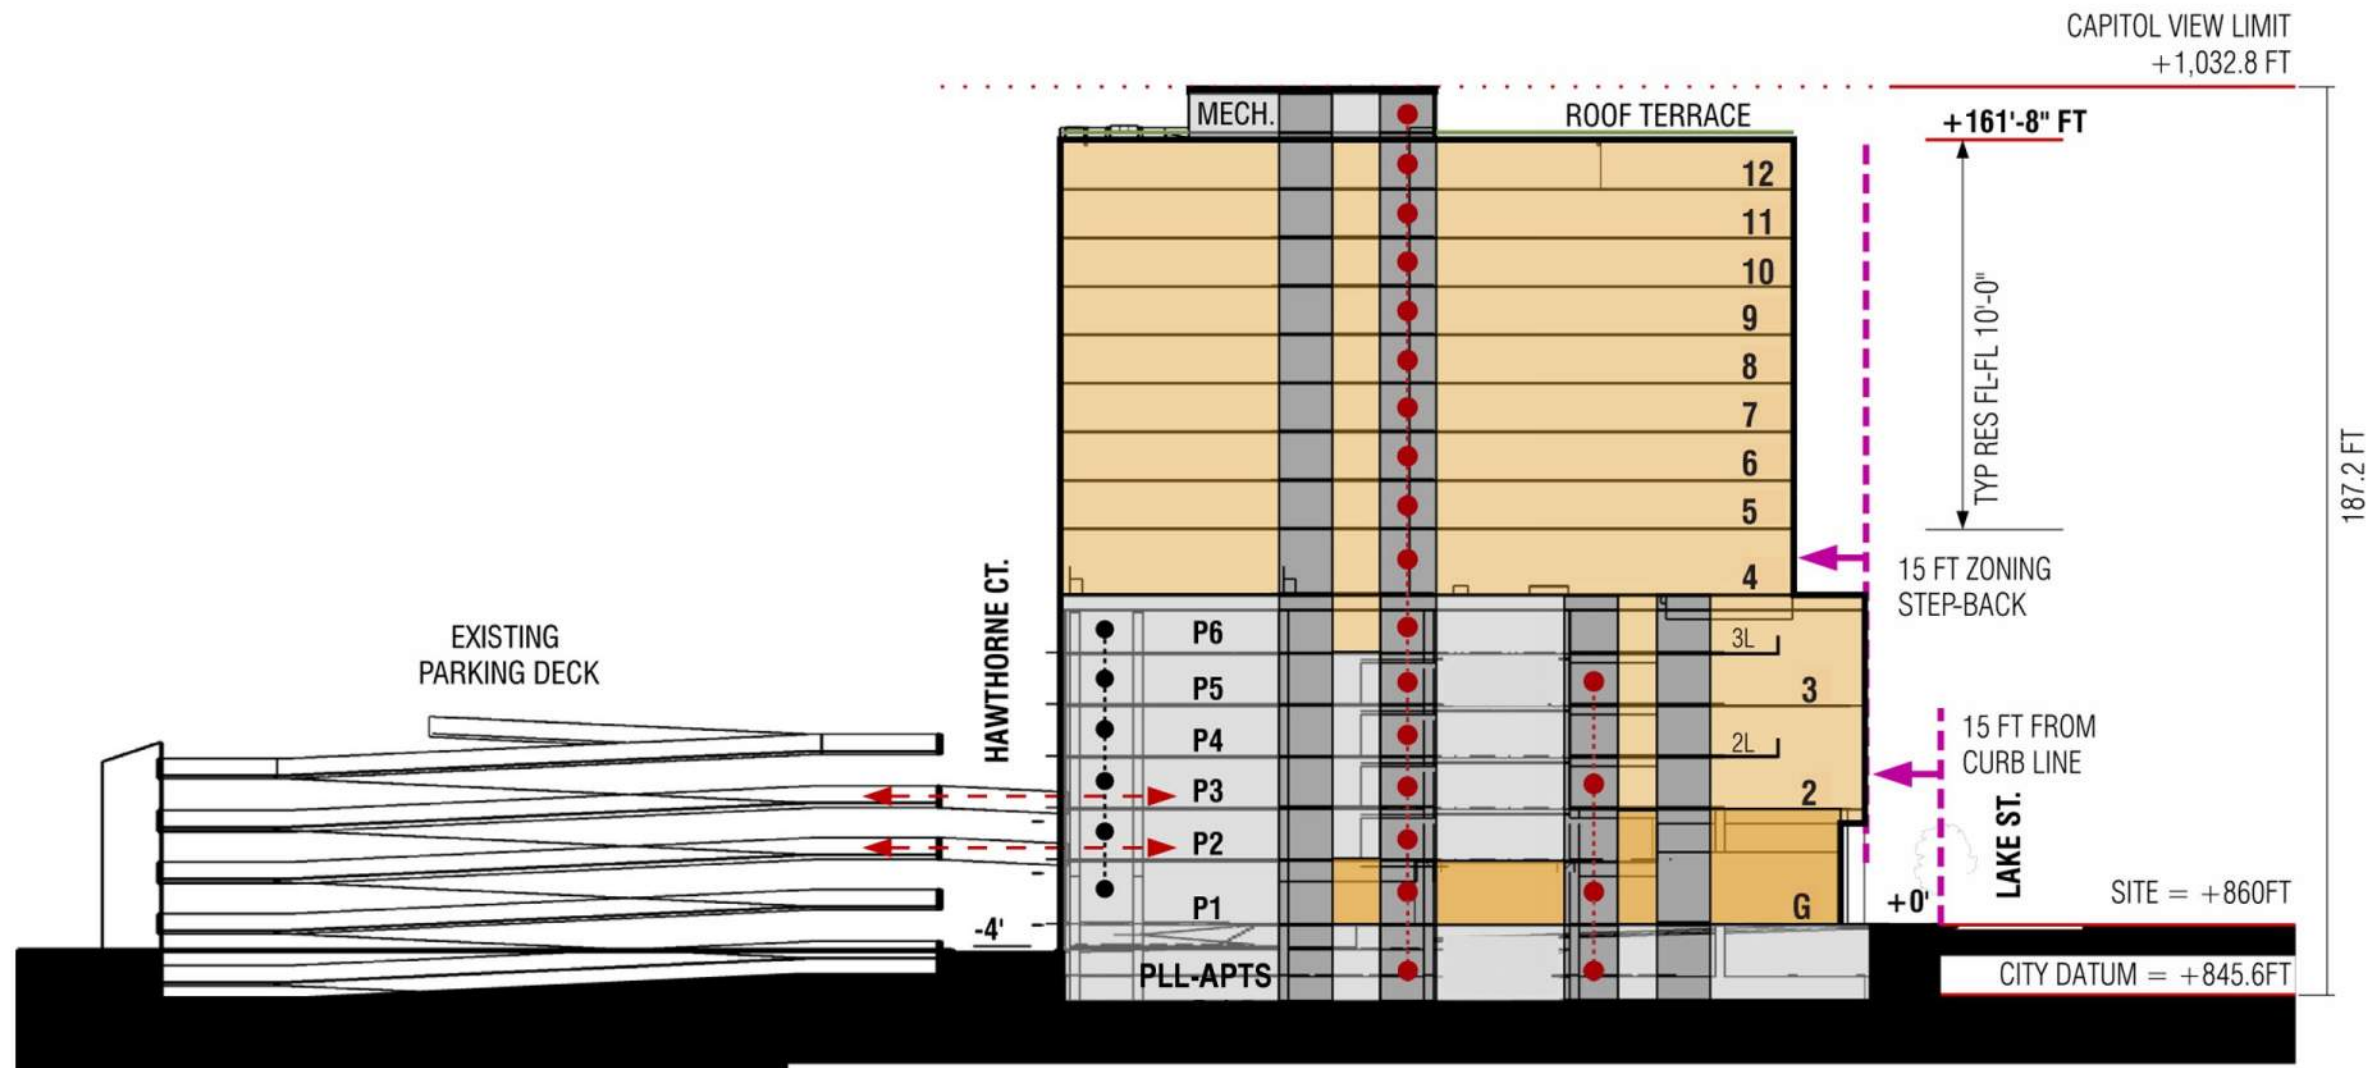 CAPITOL VIEW LIMIT
+1,032.8 FT
MECH.
ROOF TERRACE
+161'-8" FT
12
11
10
9
8
7
6
5
4
TYP RES FL-FL 10'-0"
187.2 FT
15 FT ZONING
STEP-BACK
HAWTHORNE CT.
EXISTING
PARKING DECK
P6
3L
P5
3
P4
2L
P3
2
P2
P1
G
15 FT FROM
CURB LINE
LAKE ST.
+0'
SITE = +860FT
-4'
PLL-APTS
CITY DATUM = +845.6FT